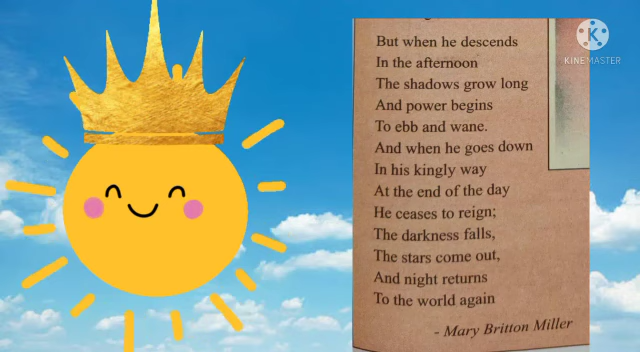 But when he descends
In the afternoon
The shadows grow long
And power begins
To ebb and wane.
And when he goes down
In his kingly way
At the end of the day
He ceases to reign;
The darkness falls,
The stars come out,
And night returns
To the world again
- Mary Britton Miller
K
KINEMASTER